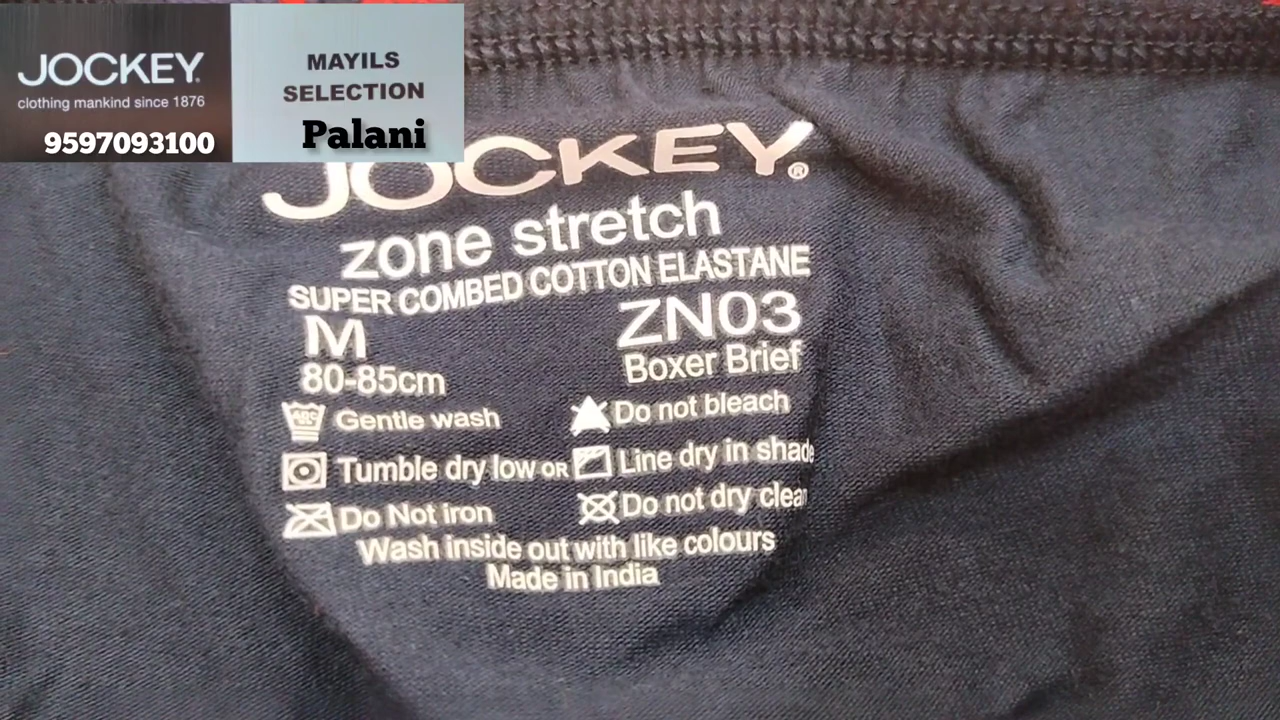 JOCKEY®
clothing mankind since 1876
9597093100
MAYILS
SELECTION
Palani
JOCKEY®
zone stretch
SUPER COMBED COTTON ELASTANE
M ZN03
80-85cm Boxer Brief
Gentle wash Do not bleach
Tumble dry low OR Line dry in shade
Do Not iron Do not dry clean
Wash inside out with like colours
Made in India